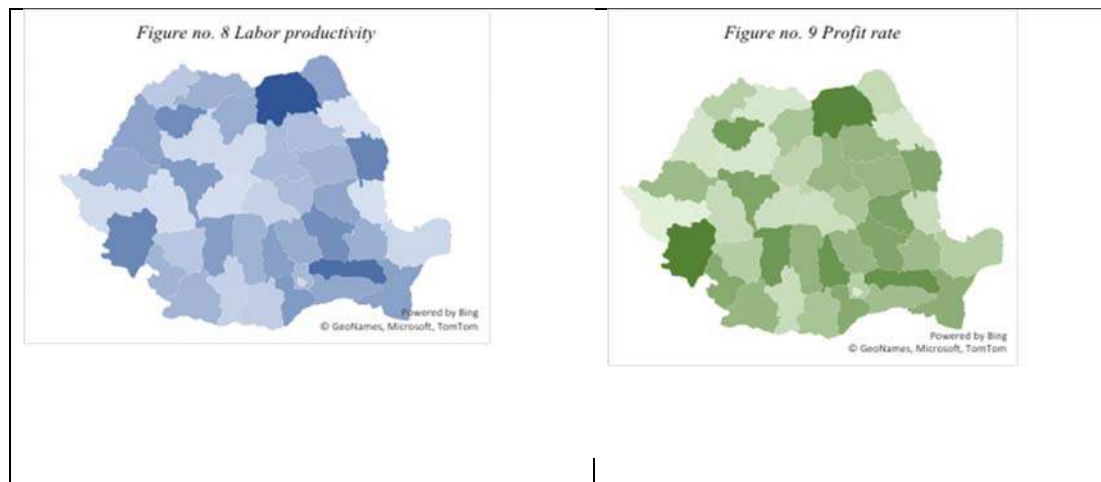 Figure no. 8 Labor productivity
Powered by Bing
© GeoNames, Microsoft, TomTom
Figure no. 9 Profit rate
Powered by Bing
© GeoNames, Microsoft, TomTom